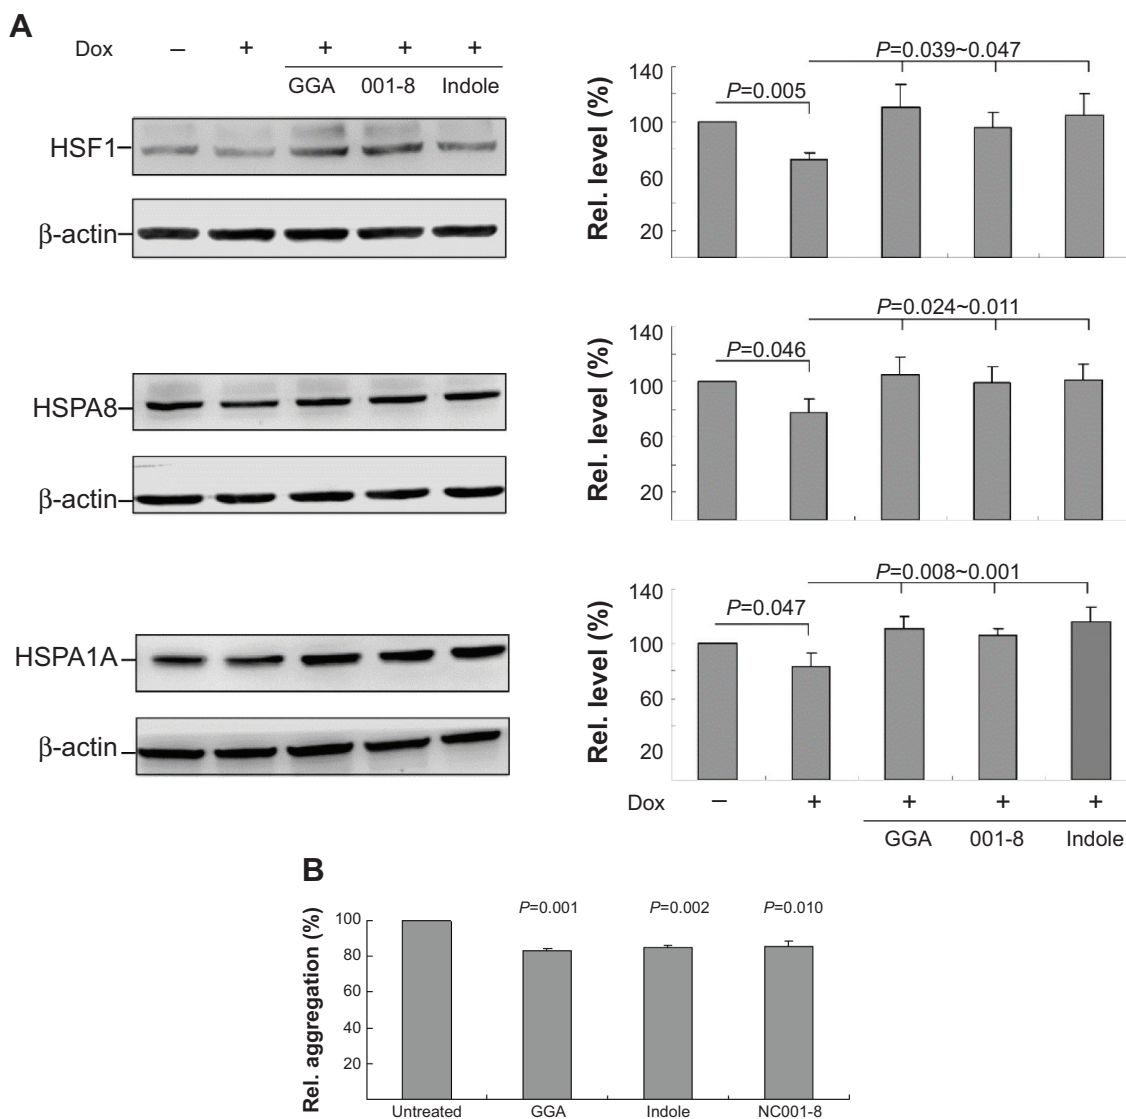 A
Dox – + + + +
GGA 001-8 Indole
HSF1
β-actin
HSPA8
β-actin
HSPA1A
β-actin
P=0.039~0.047
P=0.005
Rel. level (%)
140
100
60
20
P=0.024~0.011
P=0.046
Rel. level (%)
140
100
60
20
P=0.008~0.001
P=0.047
Rel. level (%)
140
100
60
20
Dox – + + + +
GGA 001-8 Indole
B
Rel. aggregation (%)
100
80
60
40
20
P=0.001 P=0.002 P=0.010
Untreated GGA Indole NC001-8